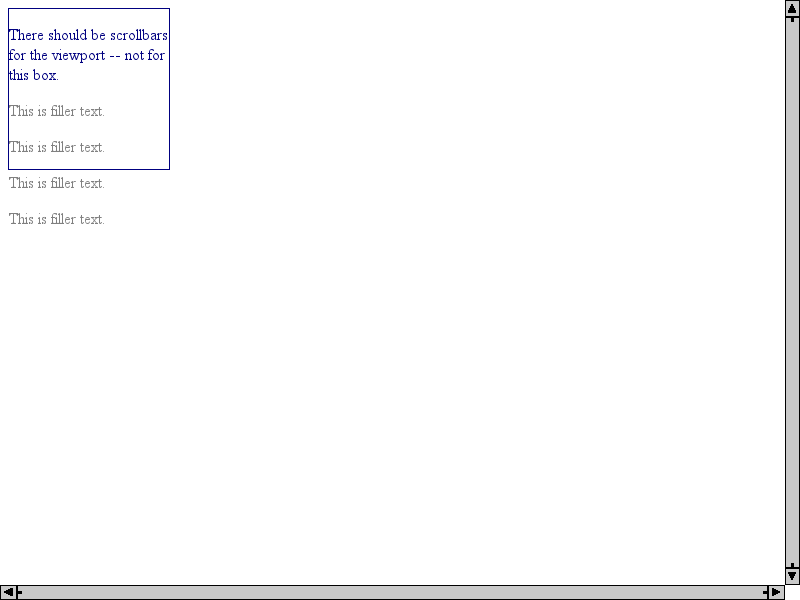 There should be scrollbars
for the viewport -- not for
this box.
This is filler text.
This is filler text.
This is filler text.
This is filler text.